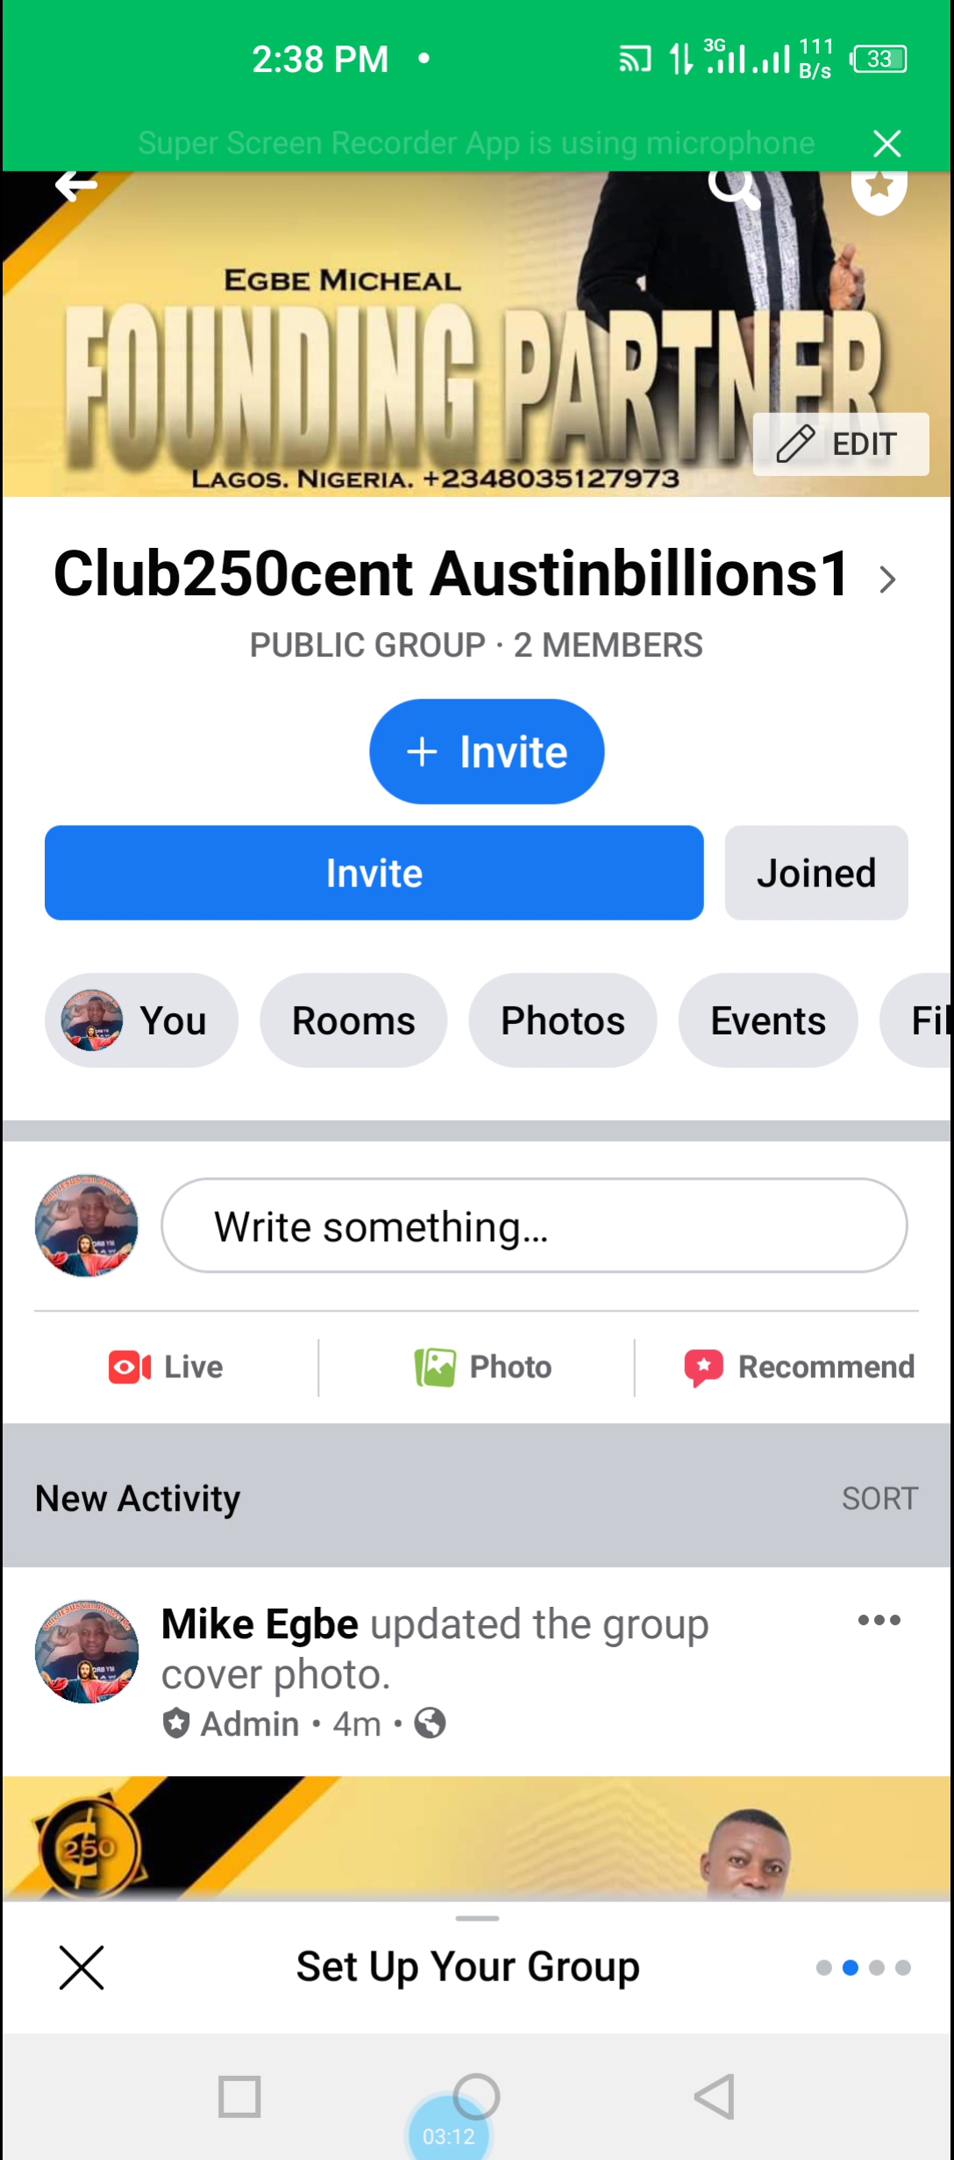 2:38 PM
3G
111
B/s
33
Super Screen Recorder App is using microphone
EGBE MICHEAL
FOUNDING PARTNER
EDIT
LAGOS. NIGERIA. +2348035127973
Club250cent Austinbillions1
PUBLIC GROUP · 2 MEMBERS
+ Invite
Invite
Joined
You
Rooms
Photos
Events
Fil
Write something...
Live
Photo
Recommend
New Activity
SORT
Mike Egbe updated the group
cover photo.
Admin • 4m •
250
Set Up Your Group
03:12